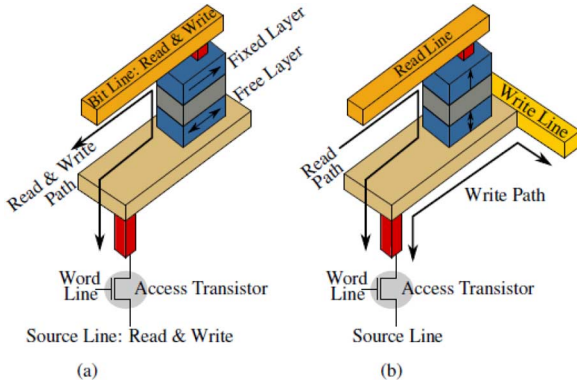 Bit Line: Read & Write
Fixed Layer
Free Layer
Read & Write
Path
Word
Line
Access Transistor
Source Line: Read & Write
(a)
Read Line
Write Line
Read
Path
Write Path
Word
Line
Access Transistor
Source Line
(b)